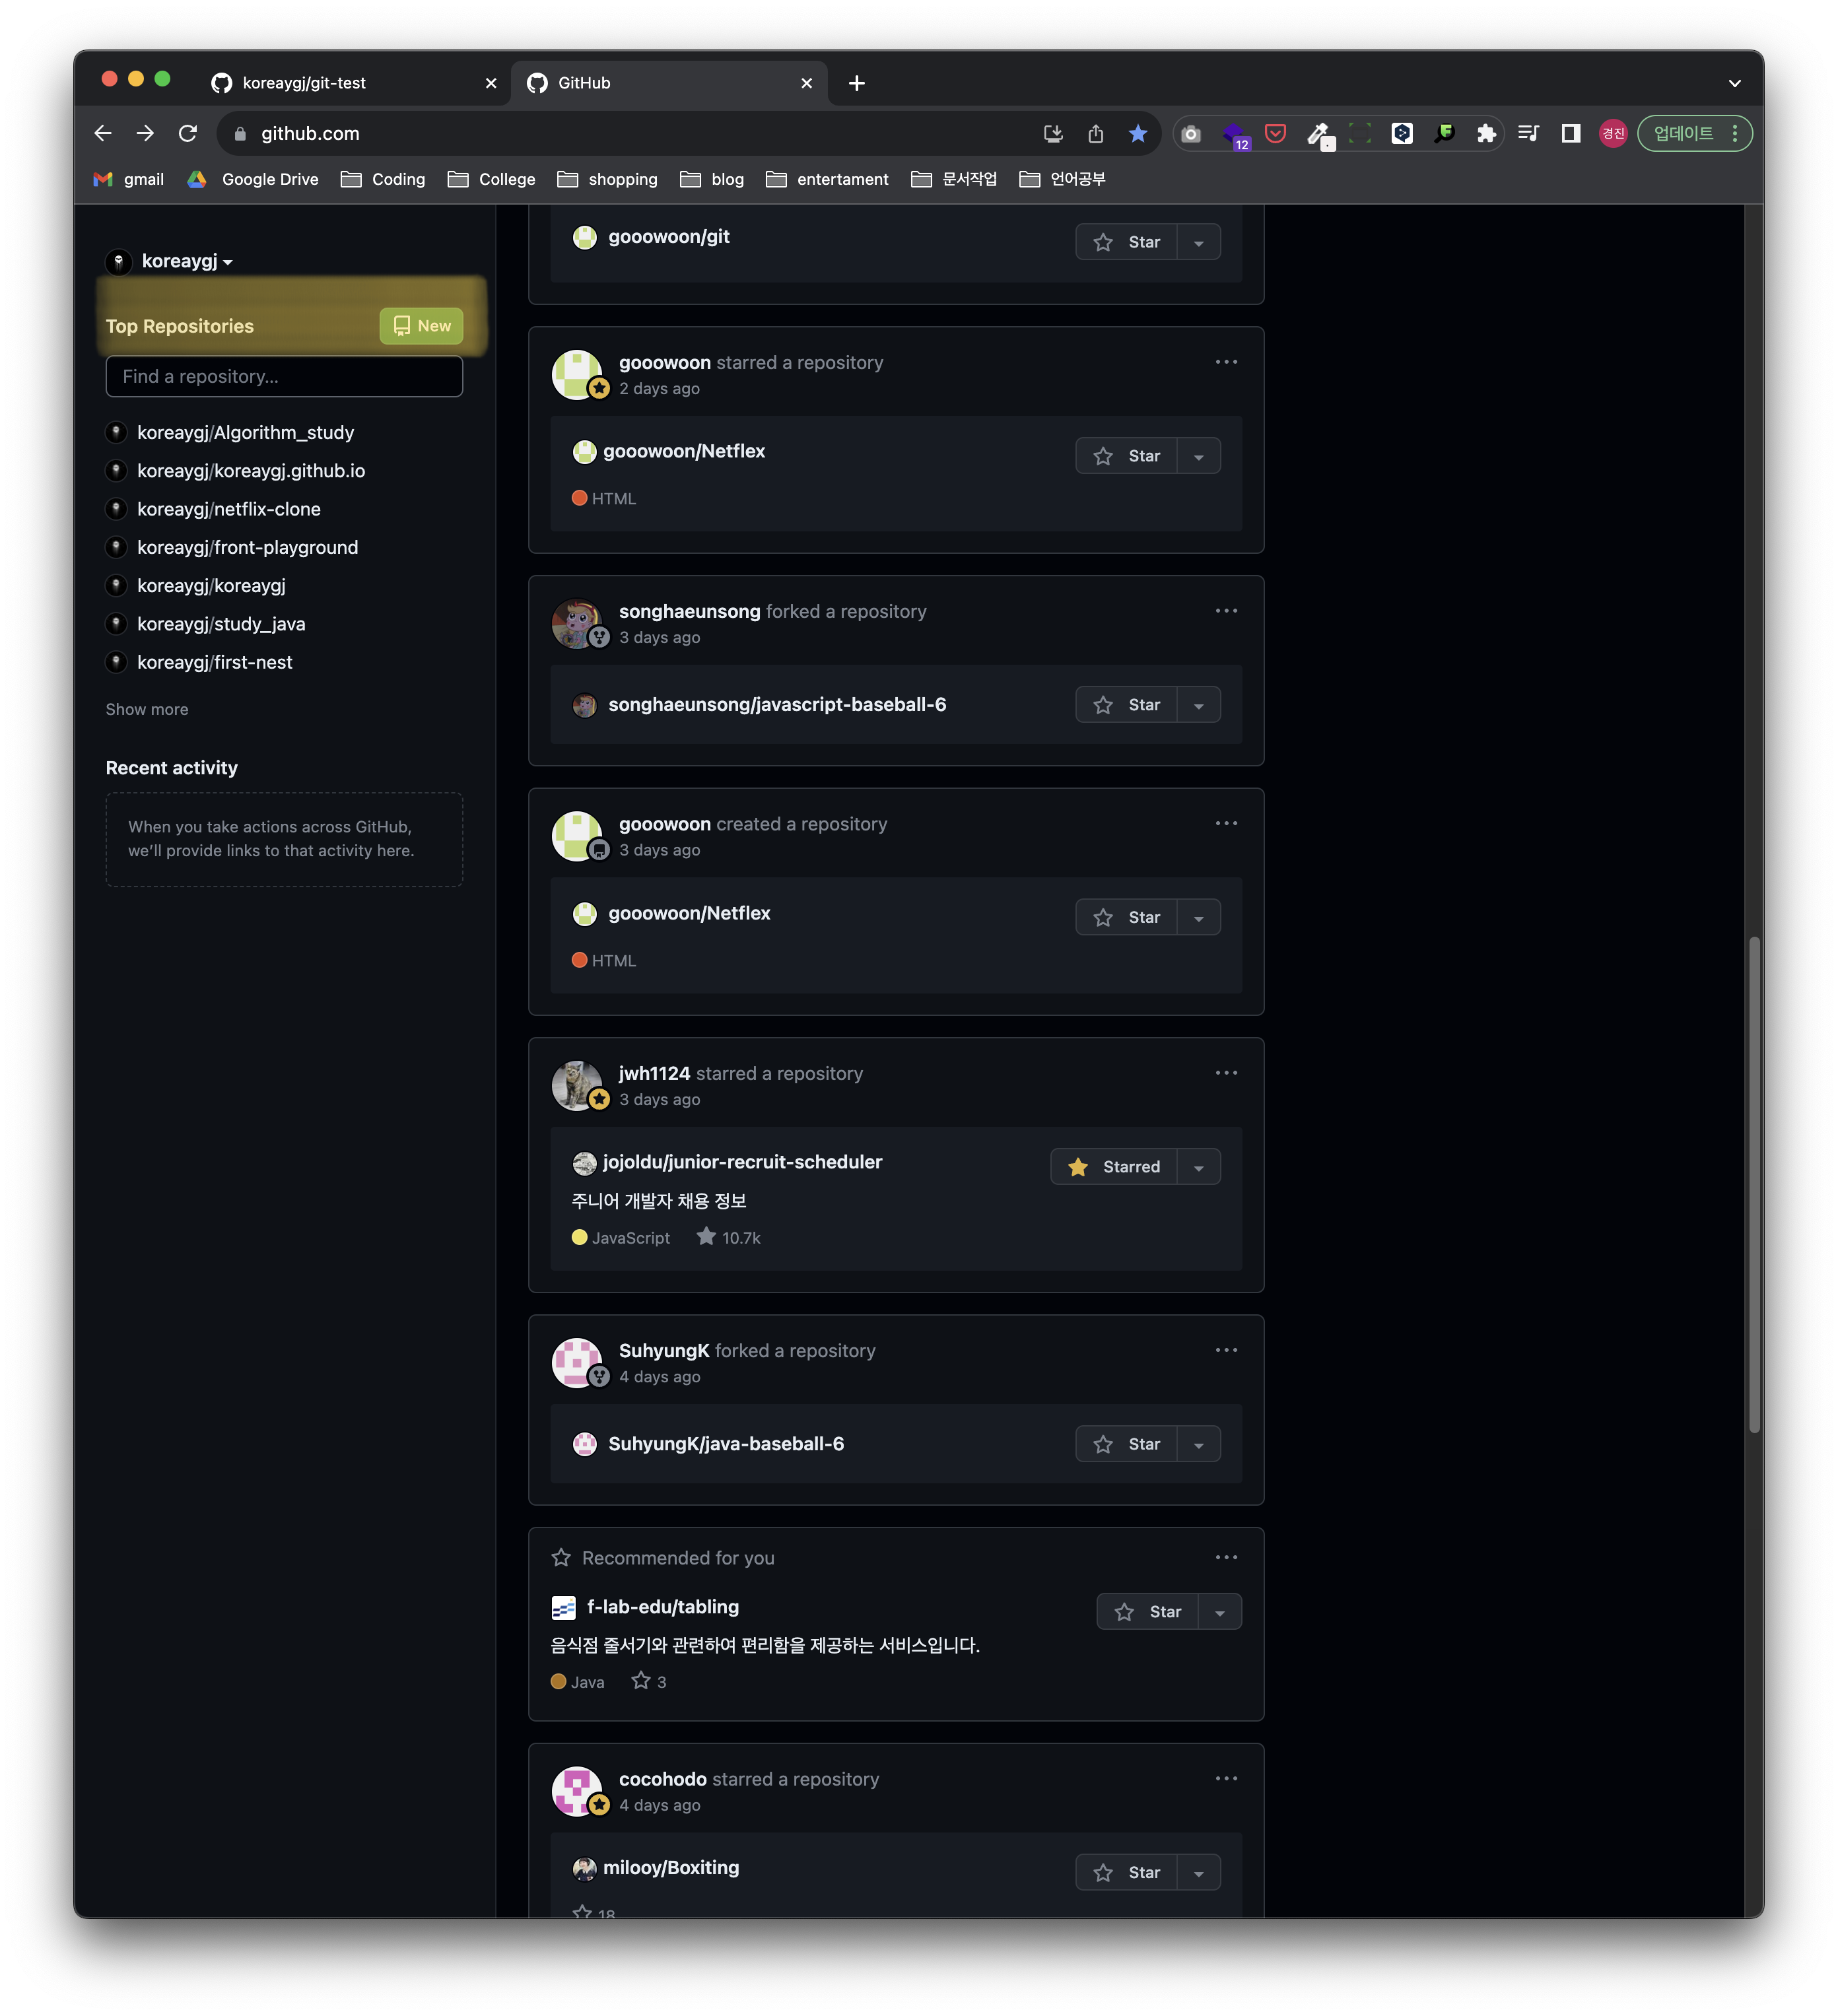 koreaygj/git-test
GitHub
github.com
12
경진
업데이트
gmail
Google Drive
Coding
College
shopping
blog
entertament
문서작업
언어공부
koreaygj
Top Repositories
New
Find a repository...
koreaygj/Algorithm_study
koreaygj/koreaygj.github.io
koreaygj/netflix-clone
koreaygj/front-playground
koreaygj/koreaygj
koreaygj/study_java
koreaygj/first-nest
Show more
Recent activity
When you take actions across GitHub,
we’ll provide links to that activity here.
gooowoon/git
Star
gooowoon starred a repository
2 days ago
gooowoon/Netflex
Star
HTML
songhaeunsong forked a repository
3 days ago
songhaeunsong/javascript-baseball-6
Star
gooowoon created a repository
3 days ago
gooowoon/Netflex
Star
HTML
jwh1124 starred a repository
3 days ago
jojoldu/junior-recruit-scheduler
Starred
주니어 개발자 채용 정보
JavaScript 10.7k
SuhyungK forked a repository
4 days ago
SuhyungK/java-baseball-6
Star
Recommended for you
f-lab-edu/tabling
Star
음식점 줄서기와 관련하여 편리함을 제공하는 서비스입니다.
Java 3
cocohodo starred a repository
4 days ago
milooy/Boxiting
Star
18